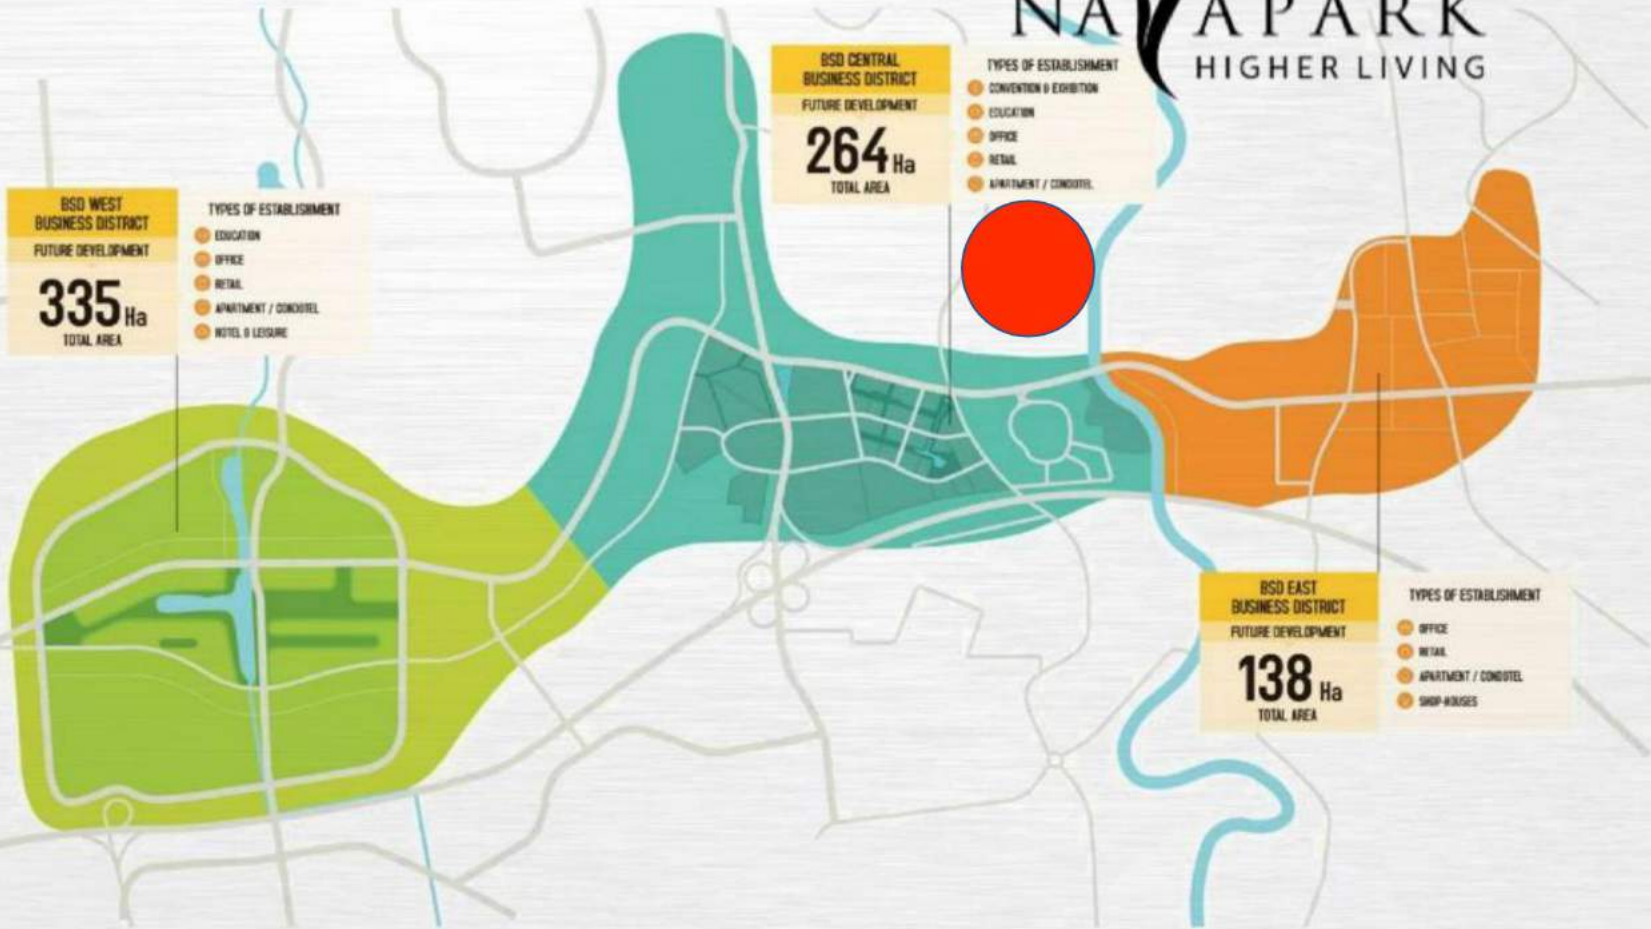 NAVAPARK
HIGHER LIVING
BSD CENTRAL
BUSINESS DISTRICT
FUTURE DEVELOPMENT
264 Ha
TOTAL AREA
TYPES OF ESTABLISHMENT
CONVENTION & EXHIBITION
EDUCATION
OFFICE
RETAIL
APARTMENT / CONDOTEL
BSD WEST
BUSINESS DISTRICT
FUTURE DEVELOPMENT
335 Ha
TOTAL AREA
TYPES OF ESTABLISHMENT
EDUCATION
OFFICE
RETAIL
APARTMENT / CONDOTEL
HOTEL & LEISURE
BSD EAST
BUSINESS DISTRICT
FUTURE DEVELOPMENT
138 Ha
TOTAL AREA
TYPES OF ESTABLISHMENT
OFFICE
RETAIL
APARTMENT / CONDOTEL
SHOP-HOUSES